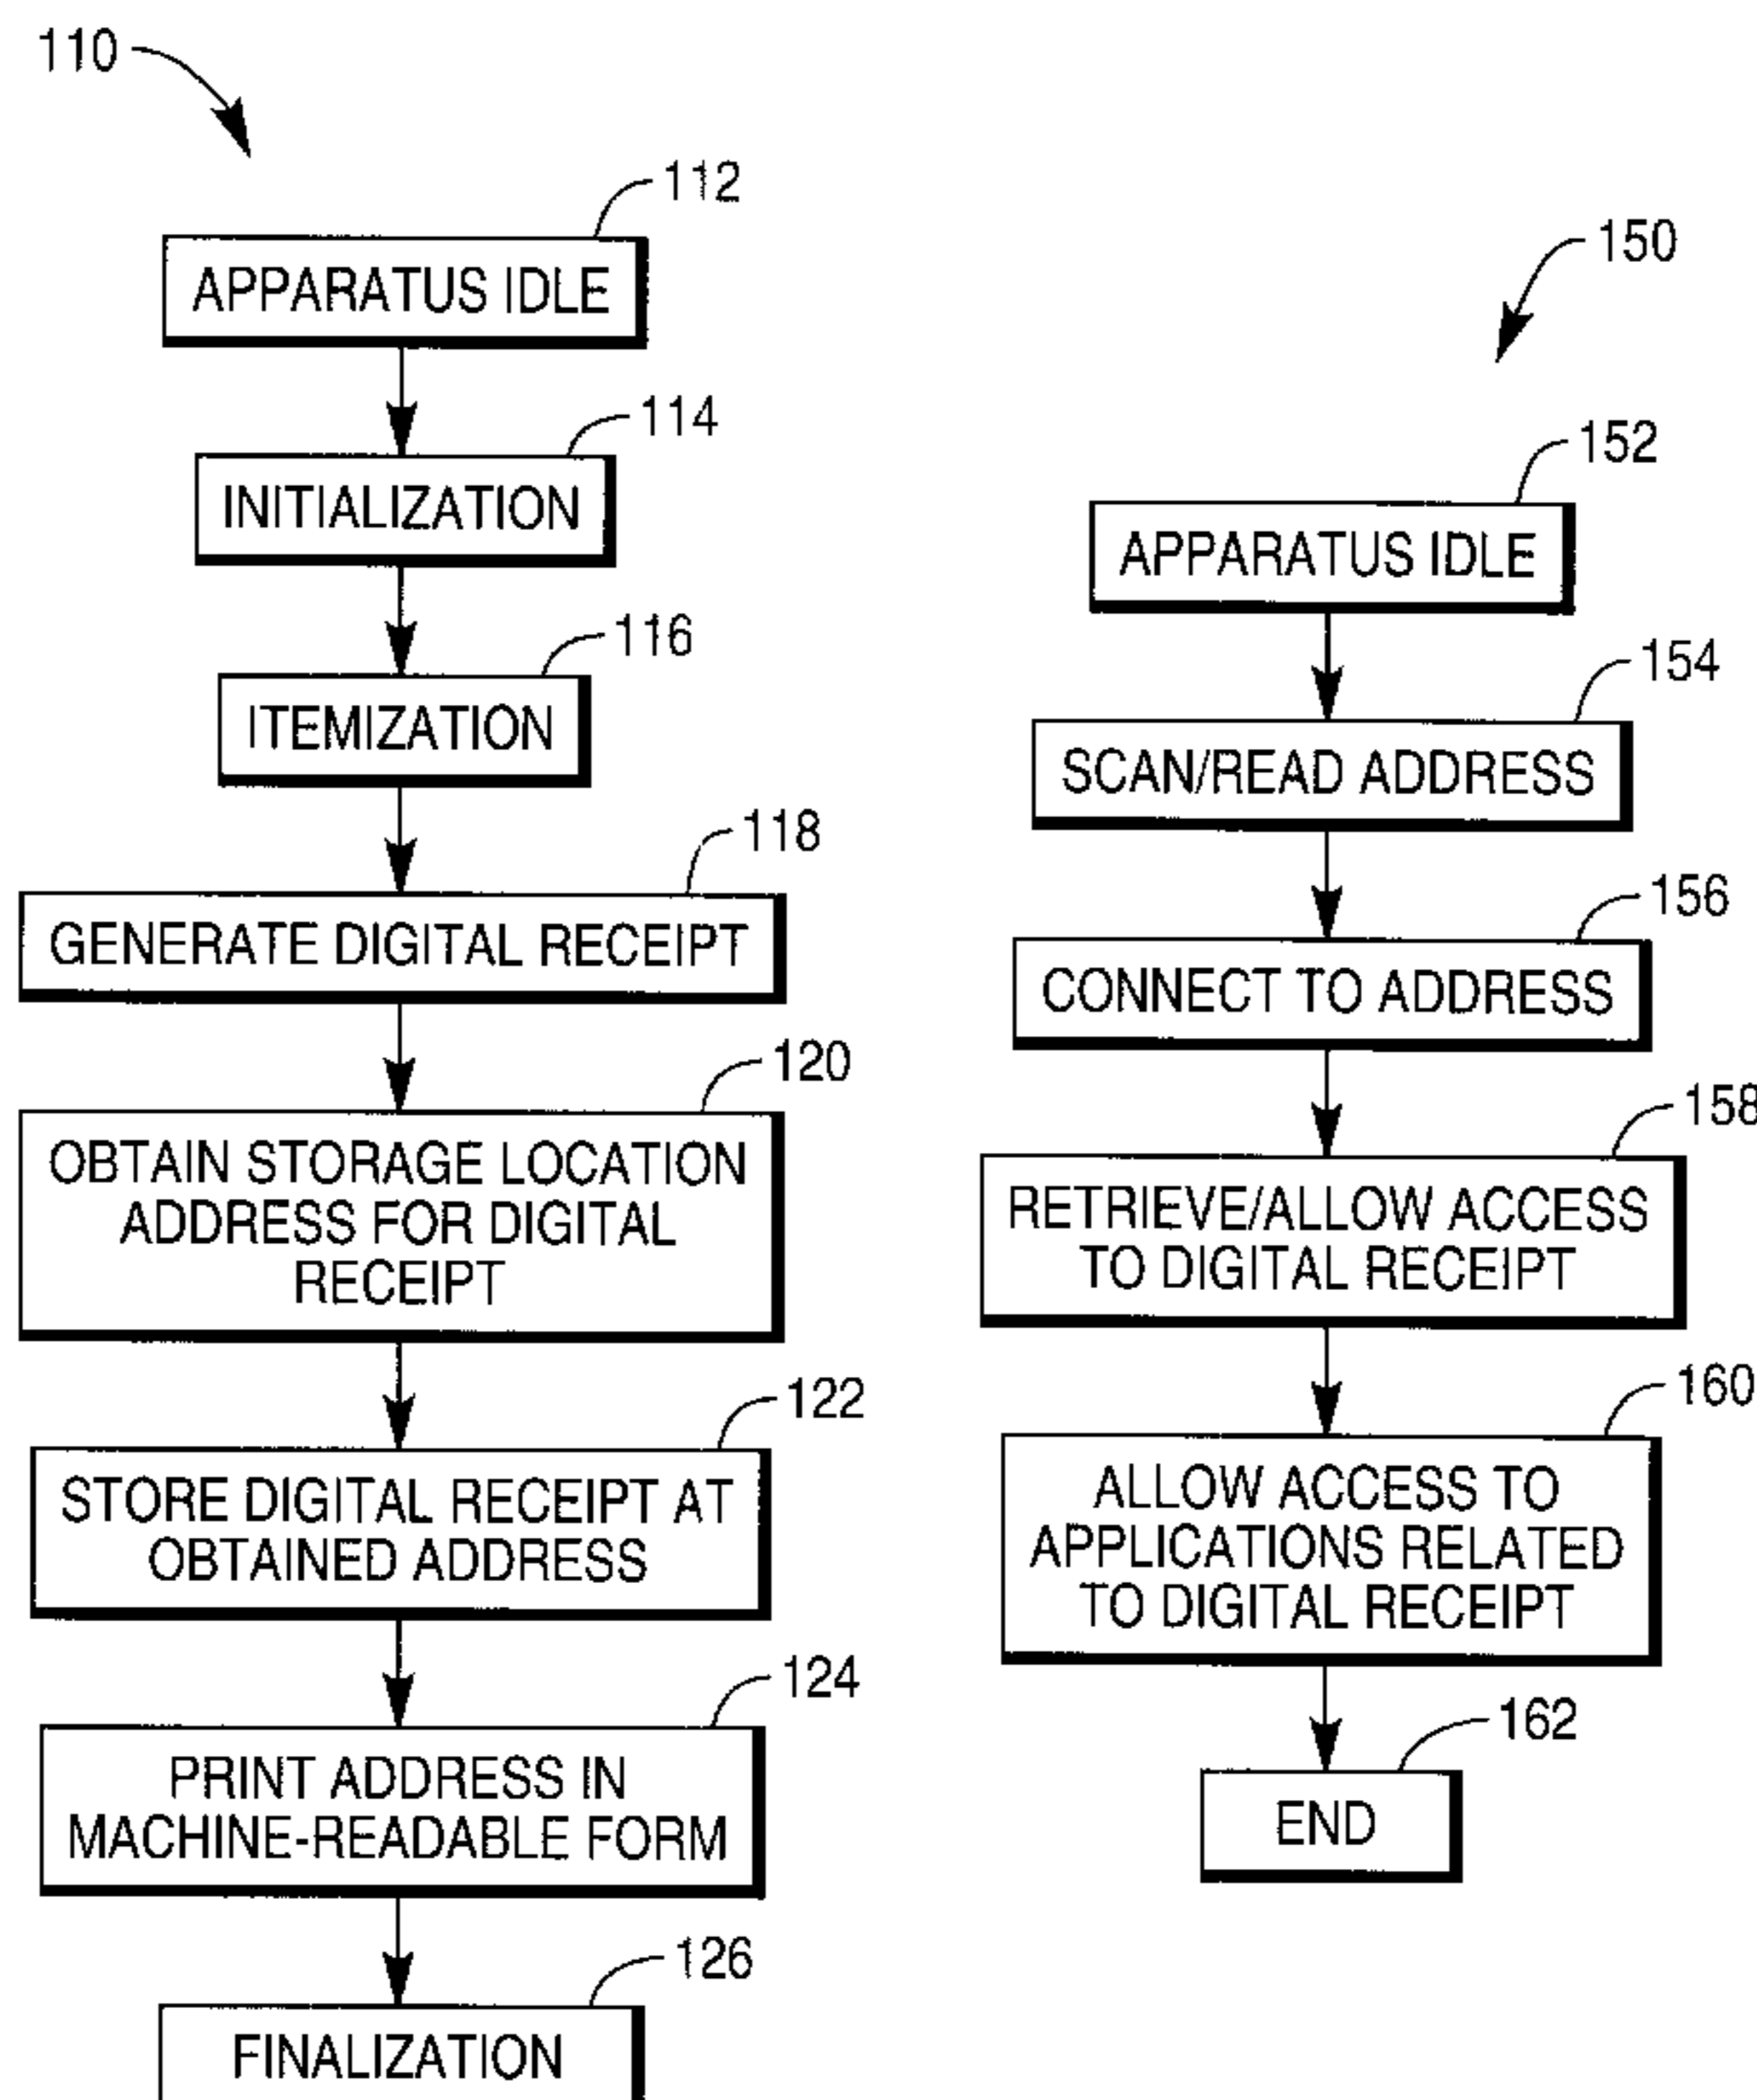 110
112
APPARATUS IDLE
114
INITIALIZATION
116
ITEMIZATION
118
GENERATE DIGITAL RECEIPT
120
OBTAIN STORAGE LOCATION
ADDRESS FOR DIGITAL
RECEIPT
122
STORE DIGITAL RECEIPT AT
OBTAINED ADDRESS
124
PRINT ADDRESS IN
MACHINE-READABLE FORM
126
FINALIZATION
150
152
APPARATUS IDLE
154
SCAN/READ ADDRESS
156
CONNECT TO ADDRESS
158
RETRIEVE/ALLOW ACCESS
TO DIGITAL RECEIPT
160
ALLOW ACCESS TO
APPLICATIONS RELATED
TO DIGITAL RECEIPT
162
END